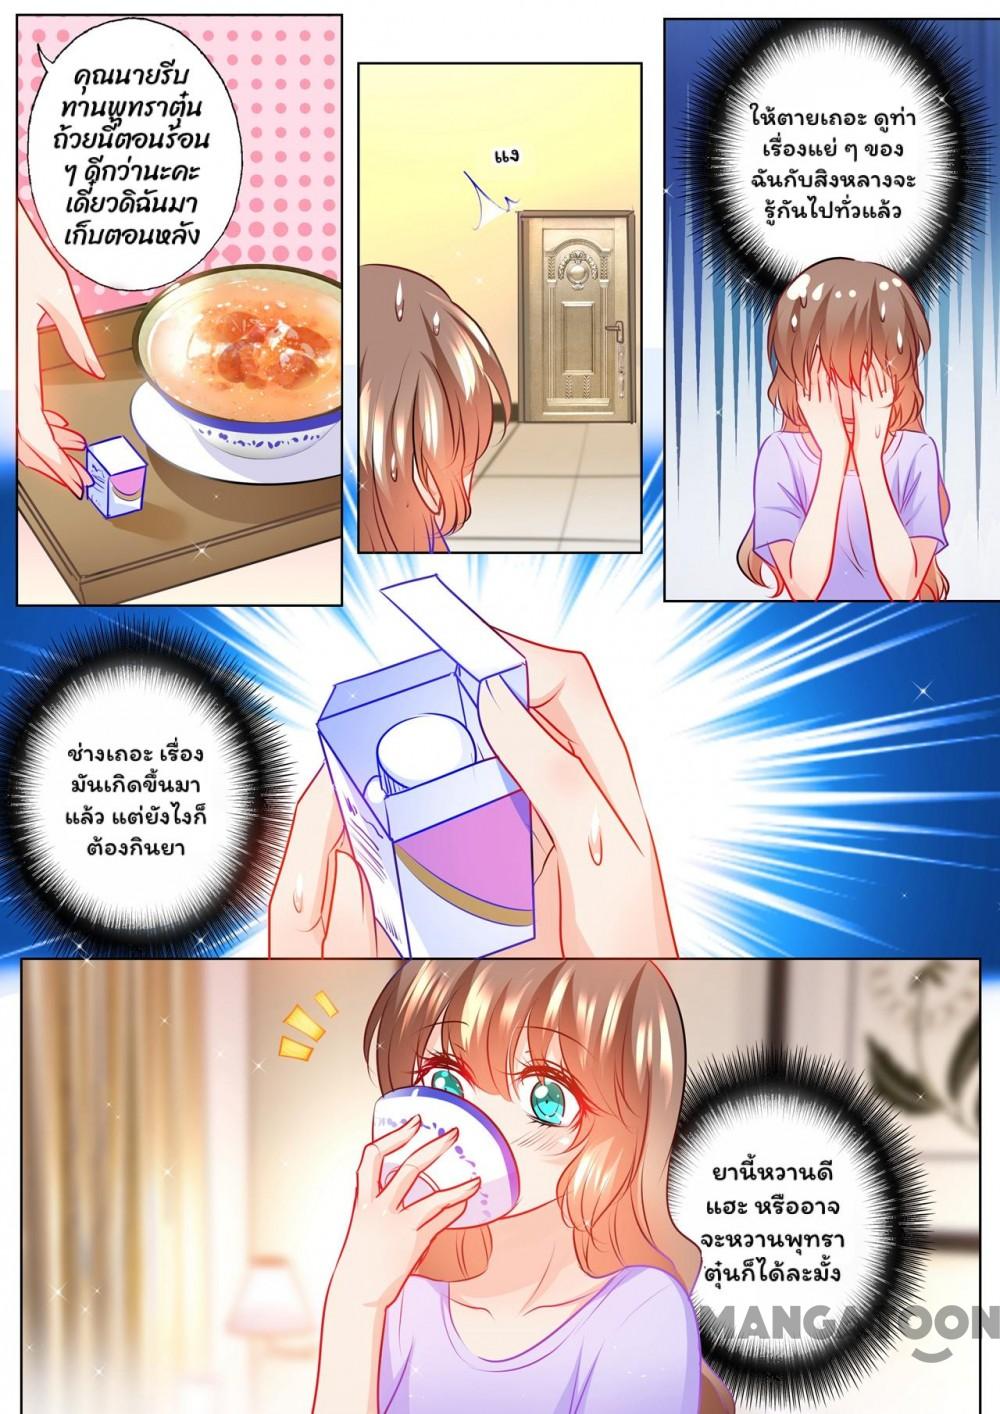 คุณนายรีบ
ทานพุทราตุ๋น
ถ้วยนี้ตอนร้อน
ๆ ดีกว่านะคะ
เดี๋ยวดิฉันมา
เก็บตอนหลัง
แง
ให้ตายเถอะ ดูท่า
เรื่องแย่ ๆ ของ
ฉันกับสิงหลางจะ
รู้กันไปทั่วแล้ว
ช่างเถอะ เรื่อง
มันเกิดขึ้นมา
แล้ว แต่ยังไงก็
ต้องกินยา
ยานี้หวานดี
แฮะ หรืออาจ
จะหวานพุทรา
ตุ๋นก็ได้ละมั้ง
MANGATOON